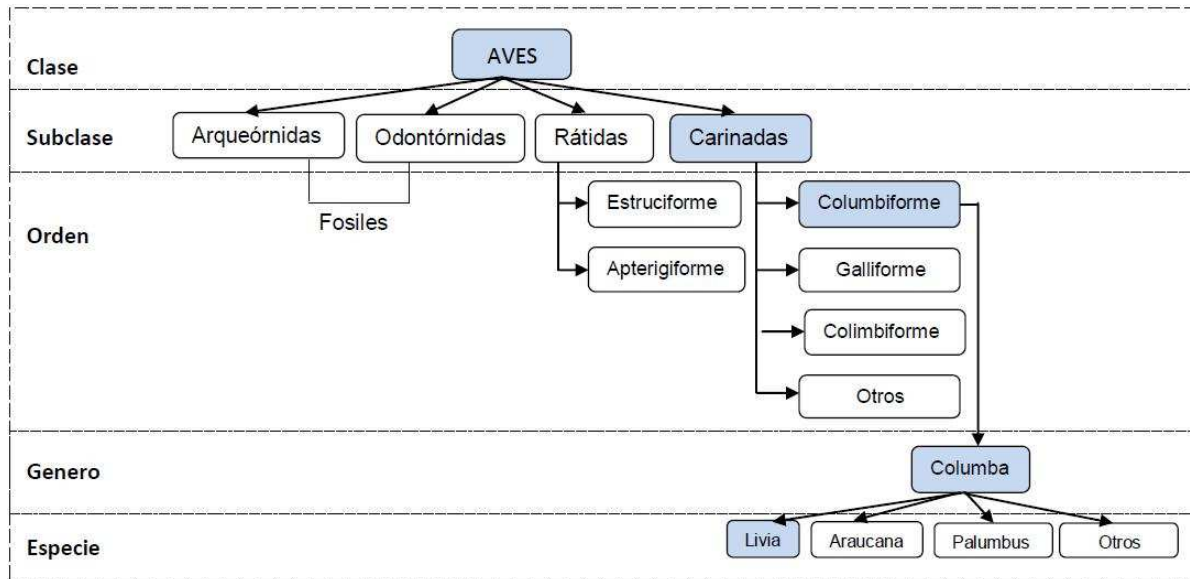 Clase
AVES
Subclase
Arqueórnidas
Odontórnidas
Rátidas
Carinadas
Fosiles
Orden
Estruciforme
Columbiforme
Apterigiforme
Galliforme
Colimbiforme
Otros
Genero
Columba
Especie
Livia
Araucana
Palumbus
Otros